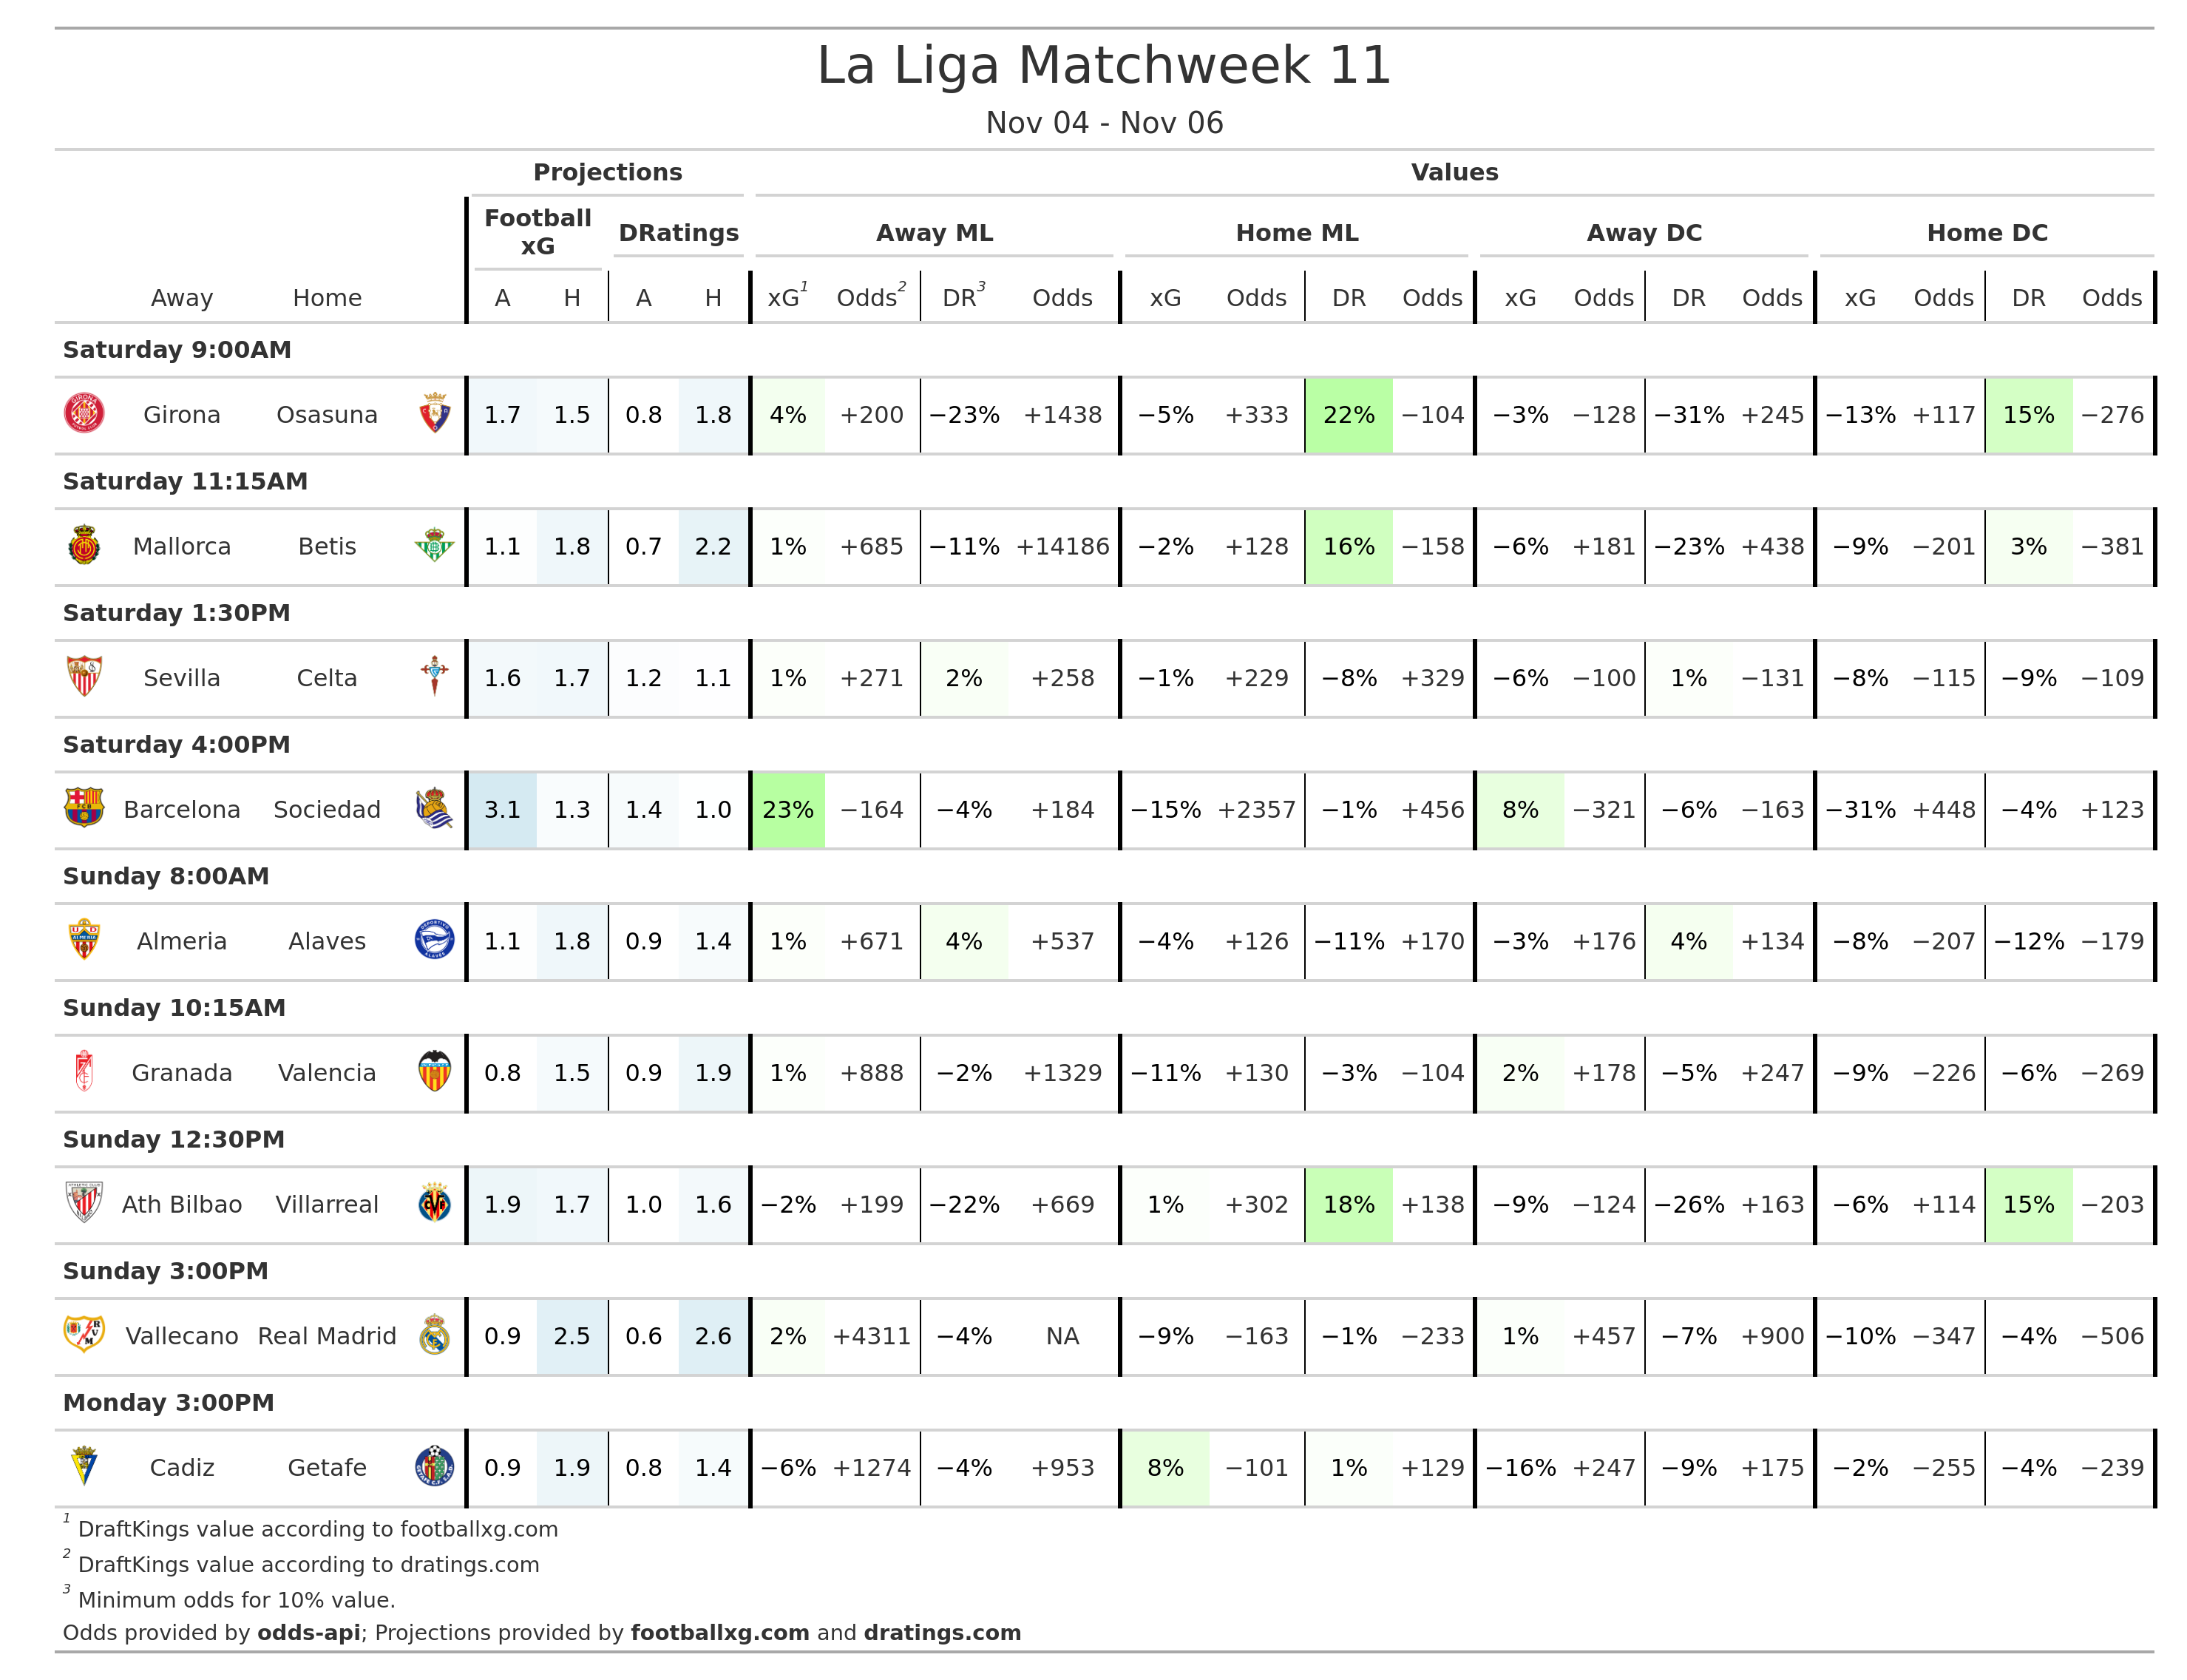 La Liga Matchweek 11
Nov 04 - Nov 06
Projections Values
Football xG DRatings Away ML Home ML Away DC Home DC
Away Home A H A H xG1 Odds2 DR3 Odds xG Odds DR Odds xG Odds DR Odds xG Odds DR Odds
Saturday 9:00AM
Girona Osasuna 1.7 1.5 0.8 1.8 4% +200 −23% +1438 −5% +333 22% −104 −3% −128 −31% +245 −13% +117 15% −276
Saturday 11:15AM
Mallorca Betis 1.1 1.8 0.7 2.2 1% +685 −11% +14186 −2% +128 16% −158 −6% +181 −23% +438 −9% −201 3% −381
Saturday 1:30PM
Sevilla Celta 1.6 1.7 1.2 1.1 1% +271 2% +258 −1% +229 −8% +329 −6% −100 1% −131 −8% −115 −9% −109
Saturday 4:00PM
Barcelona Sociedad 3.1 1.3 1.4 1.0 23% −164 −4% +184 −15% +2357 −1% +456 8% −321 −6% −163 −31% +448 −4% +123
Sunday 8:00AM
Almeria Alaves 1.1 1.8 0.9 1.4 1% +671 4% +537 −4% +126 −11% +170 −3% +176 4% +134 −8% −207 −12% −179
Sunday 10:15AM
Granada Valencia 0.8 1.5 0.9 1.9 1% +888 −2% +1329 −11% +130 −3% −104 2% +178 −5% +247 −9% −226 −6% −269
Sunday 12:30PM
Ath Bilbao Villarreal 1.9 1.7 1.0 1.6 −2% +199 −22% +669 1% +302 18% +138 −9% −124 −26% +163 −6% +114 15% −203
Sunday 3:00PM
Vallecano Real Madrid 0.9 2.5 0.6 2.6 2% +4311 −4% NA −9% −163 −1% −233 1% +457 −7% +900 −10% −347 −4% −506
Monday 3:00PM
Cadiz Getafe 0.9 1.9 0.8 1.4 −6% +1274 −4% +953 8% −101 1% +129 −16% +247 −9% +175 −2% −255 −4% −239
1 DraftKings value according to footballxg.com
2 DraftKings value according to dratings.com
3 Minimum odds for 10% value.
Odds provided by odds-api; Projections provided by footballxg.com and dratings.com